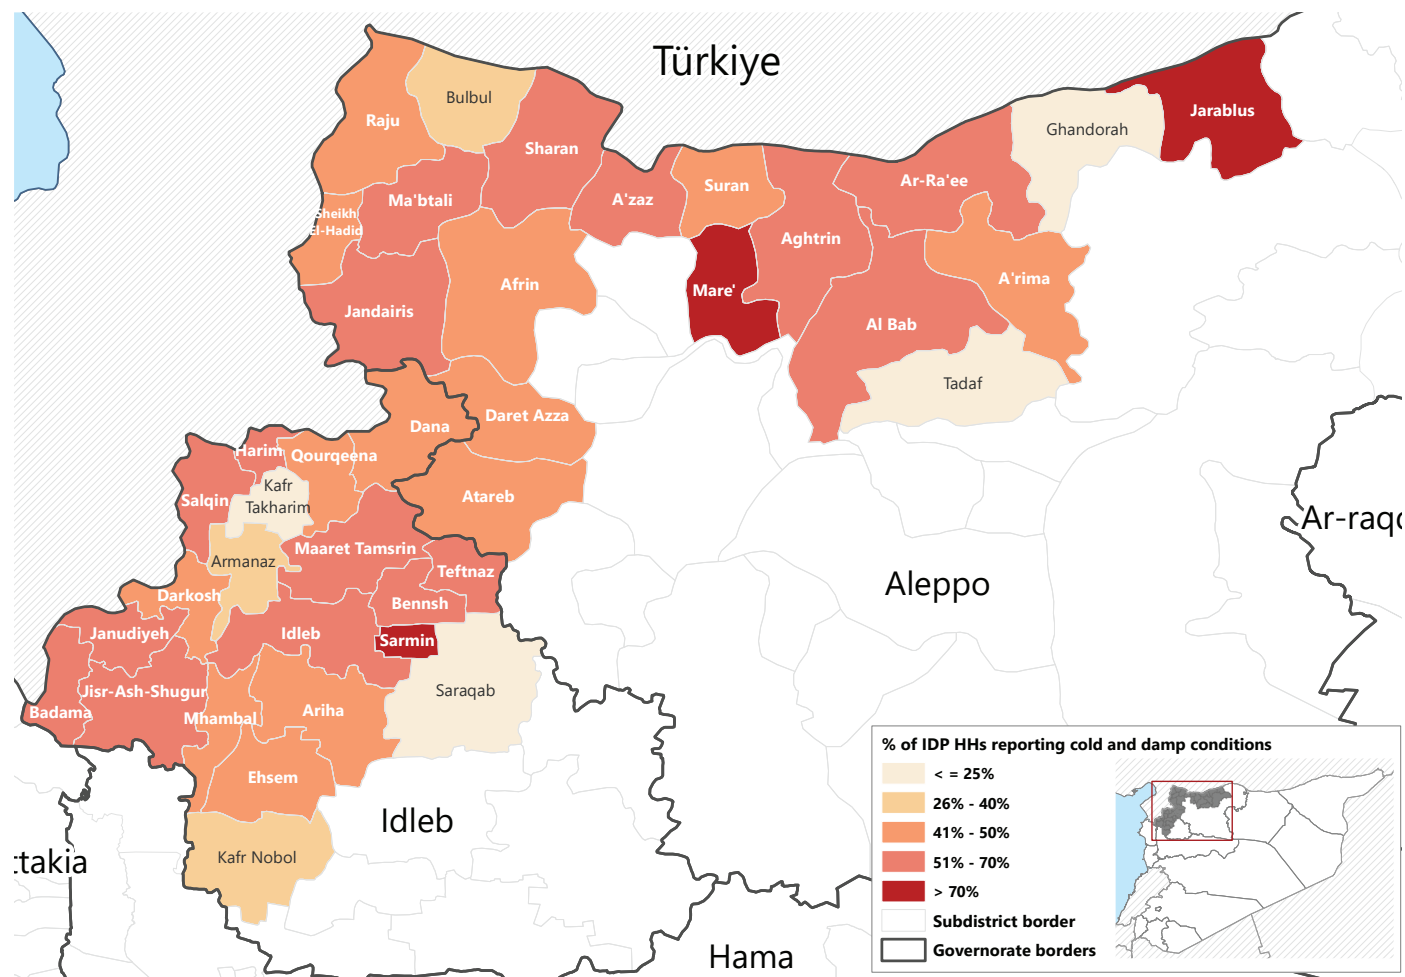 Türkiye
Bulbul
Raju
Sharan
Ghandorah
Jarablus
Ma'btali
A'zaz
Suran
Ar-Ra'ee
Sheikh
El-Hadid
Aghtrin
Afrin
Mare'
A'rima
Jandairis
Al Bab
Tadaf
Dana
Daret Azza
Harim
Qourqeena
Kafr
Takharim
Salqin
Atareb
Ar-raqc
Armanaz
Maaret Tamsrin
Teftnaz
Aleppo
Darkosh
Bennsh
Janudiyeh
Idleb
Sarmin
Jisr-Ash-Shugur
Saraqab
Badama
Mhambal
Ariha
Ehsem
Idleb
Kafr Nobol
ttakia
Hama
% of IDP HHs reporting cold and damp conditions
< = 25%
26% - 40%
41% - 50%
51% - 70%
> 70%
Subdistrict border
Governorate borders